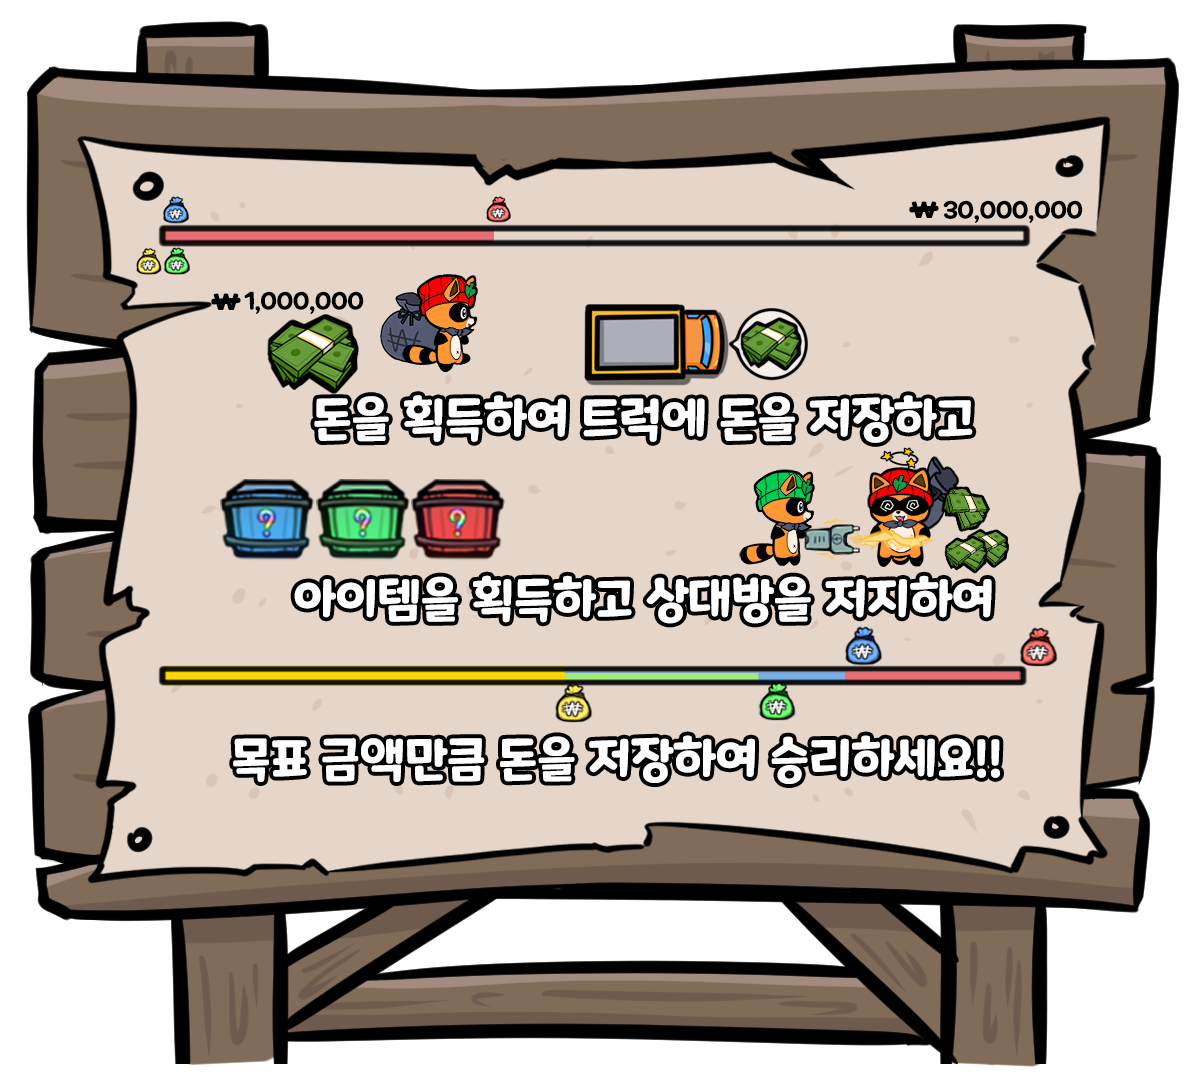 ₩ 30,000,000
₩ 1,000,000
돈을 획득하여 트럭에 돈을 저장하고
? ? ?
아이템을 획득하고 상대방을 저지하여
목표 금액만큼 돈을 저장하여 승리하세요!!